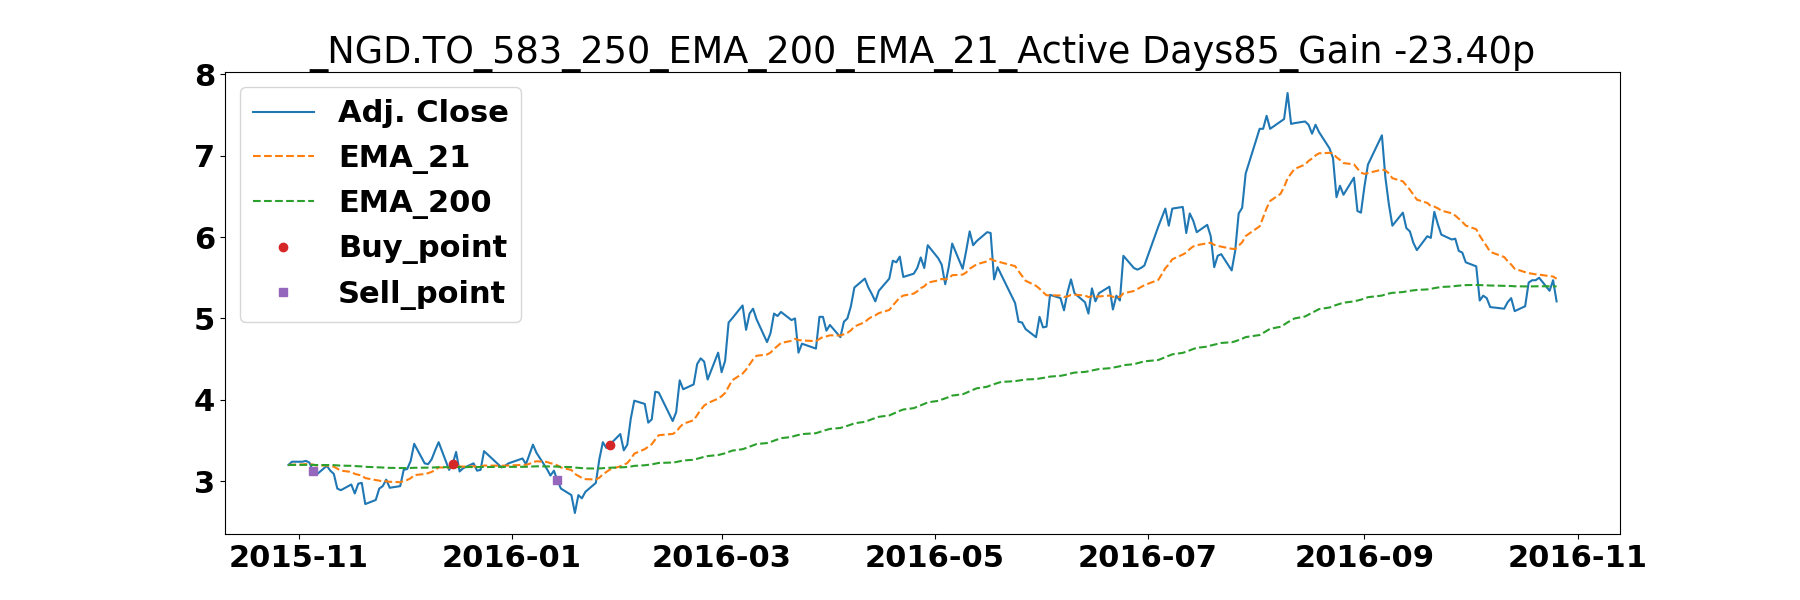 _NGD.TO_583_250_EMA_200_EMA_21_Active Days85_Gain -23.40p
8
7
6
5
4
3
Adj. Close
EMA_21
EMA_200
Buy_point
Sell_point
2015-11 2016-01 2016-03 2016-05 2016-07 2016-09 2016-11